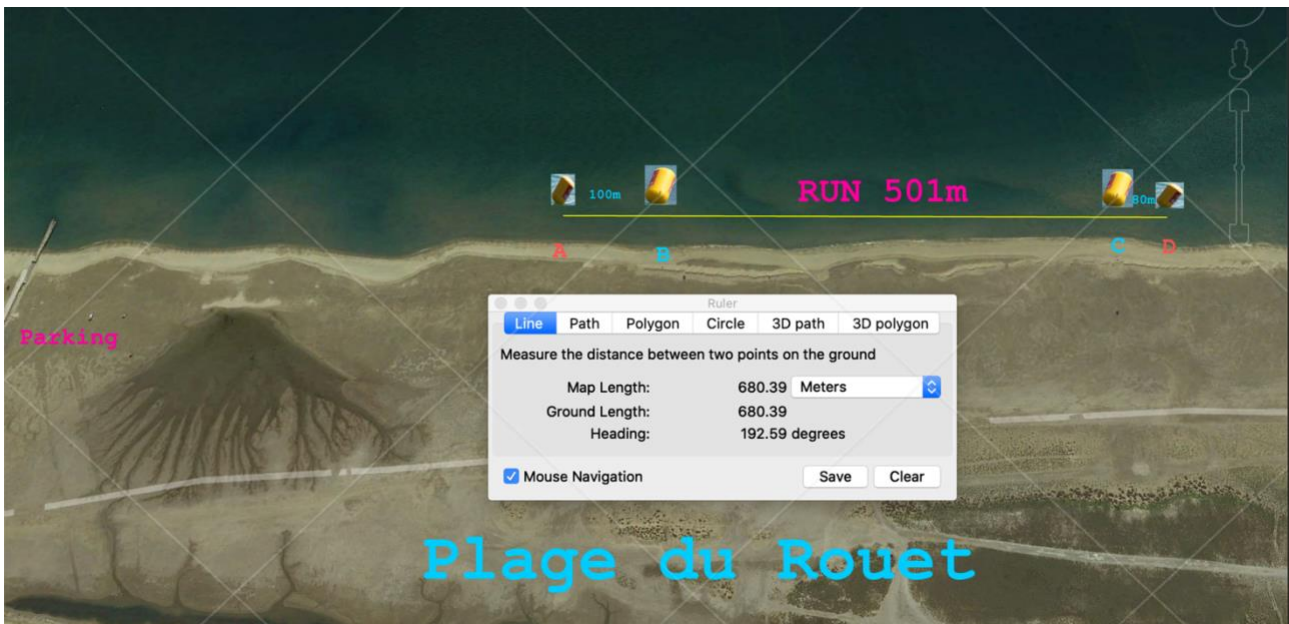 100m
RUN 501m
80m
A
B
C
D
Parking
Ruler
Line Path Polygon Circle 3D path 3D polygon
Measure the distance between two points on the ground
Map Length: 680.39 Meters
Ground Length: 680.39
Heading: 192.59 degrees
Mouse Navigation
Save
Clear
Plage du Rouet